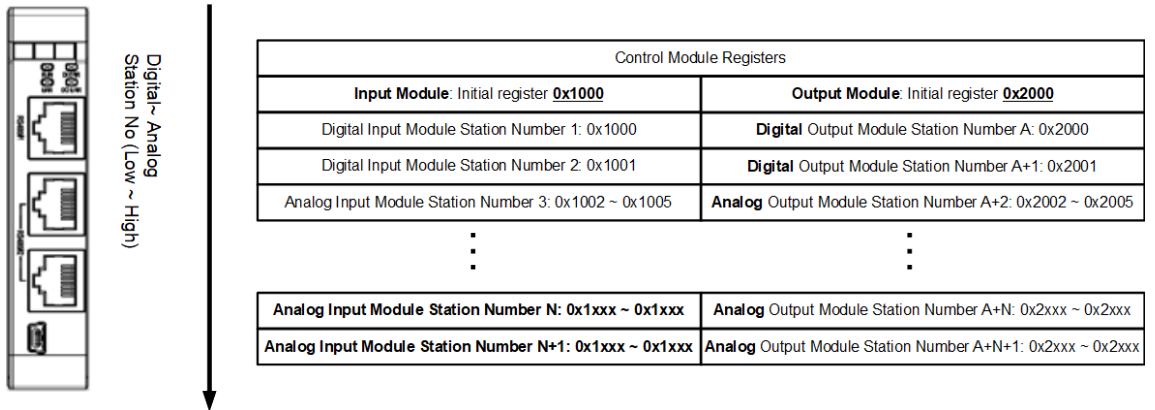 Digital~ Analog
Station No (Low ~ High)
Control Module Registers
Input Module: Initial register 0x1000
Output Module: Initial register 0x2000
Digital Input Module Station Number 1: 0x1000
Digital Output Module Station Number A: 0x2000
Digital Input Module Station Number 2: 0x1001
Digital Output Module Station Number A+1: 0x2001
Analog Input Module Station Number 3: 0x1002 ~ 0x1005
Analog Output Module Station Number A+2: 0x2002 ~ 0x2005
Analog Input Module Station Number N: 0x1xxx ~ 0x1xxx
Analog Output Module Station Number A+N: 0x2xxx ~ 0x2xxx
Analog Input Module Station Number N+1: 0x1xxx ~ 0x1xxx
Analog Output Module Station Number A+N+1: 0x2xxx ~ 0x2xxx